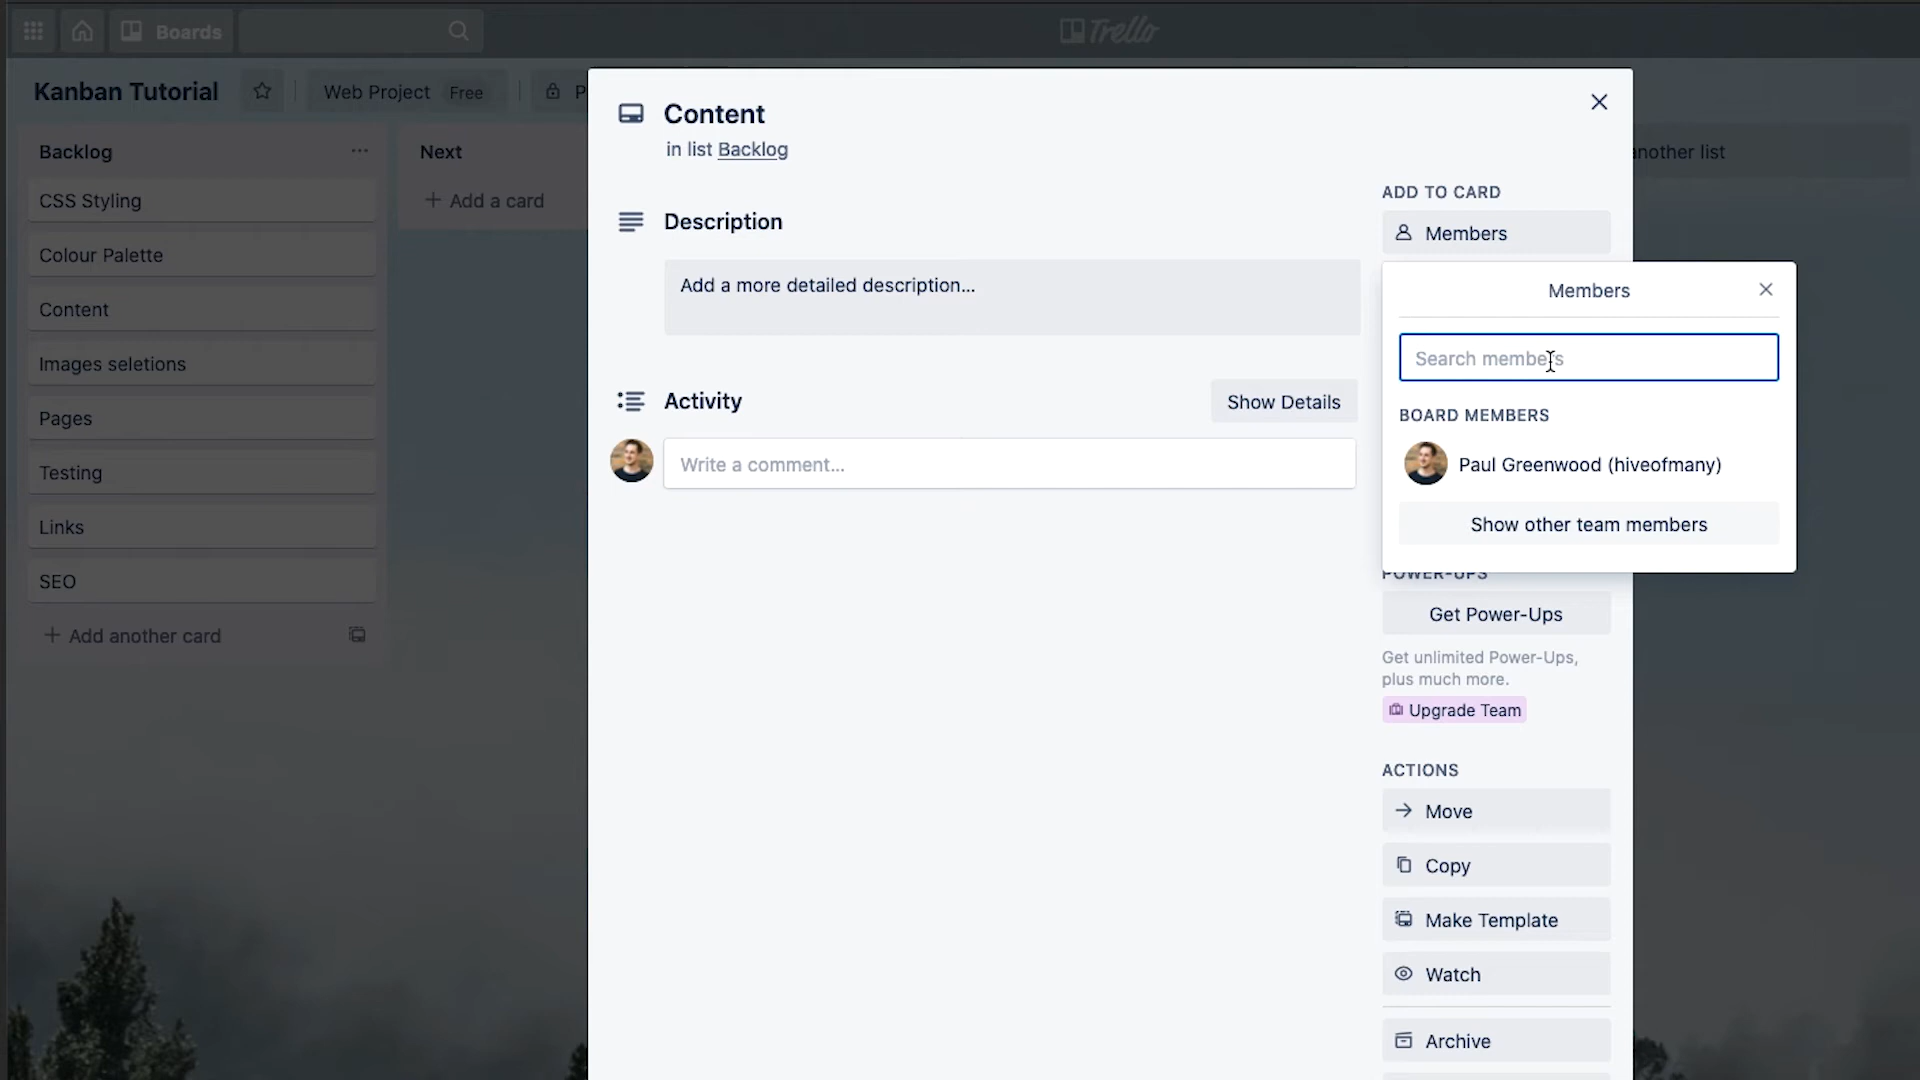 Boards
Trello
Kanban Tutorial
Web Project Free
P
Backlog
CSS Styling
Colour Palette
Content
Images seletions
Pages
Testing
Links
SEO
Add another card
Next
Add a card
another list
Content
in list Backlog
Description
Add a more detailed description...
Activity
Show Details
Write a comment...
ADD TO CARD
Members
Members
Search members
BOARD MEMBERS
Paul Greenwood (hiveofmany)
Show other team members
POWER-UPS
Get Power-Ups
Get unlimited Power-Ups,
plus much more.
Upgrade Team
ACTIONS
Move
Copy
Make Template
Watch
Archive